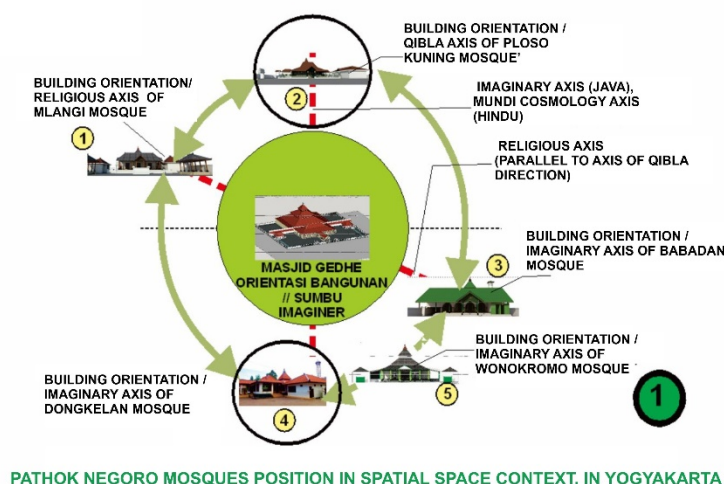 BUILDING ORIENTATION /
QIBLA AXIS OF PLOSO
KUNING MOSQUE'
BUILDING ORIENTATION/
RELIGIOUS AXIS OF
MLANGI MOSQUE
2
IMAGINARY AXIS (JAVA),
MUNDI COSMOLOGY AXIS
(HINDU)
1
RELIGIOUS AXIS
(PARALLEL TO AXIS OF QIBLA
DIRECTION)
BUILDING ORIENTATION /
IMAGINARY AXIS OF BABADAN
MOSQUE
3
MASJID GEDHE
ORIENTASI BANGUNAN
// SUMBU
IMAGINER
BUILDING ORIENTATION /
IMAGINARY AXIS OF
WONOKROMO MOSQUE
BUILDING ORIENTATION /
IMAGINARY AXIS OF
DONGKELAN MOSQUE
4
5
1
PATHOK NEGORO MOSQUES POSITION IN SPATIAL SPACE CONTEXT. IN YOGYAKARTA